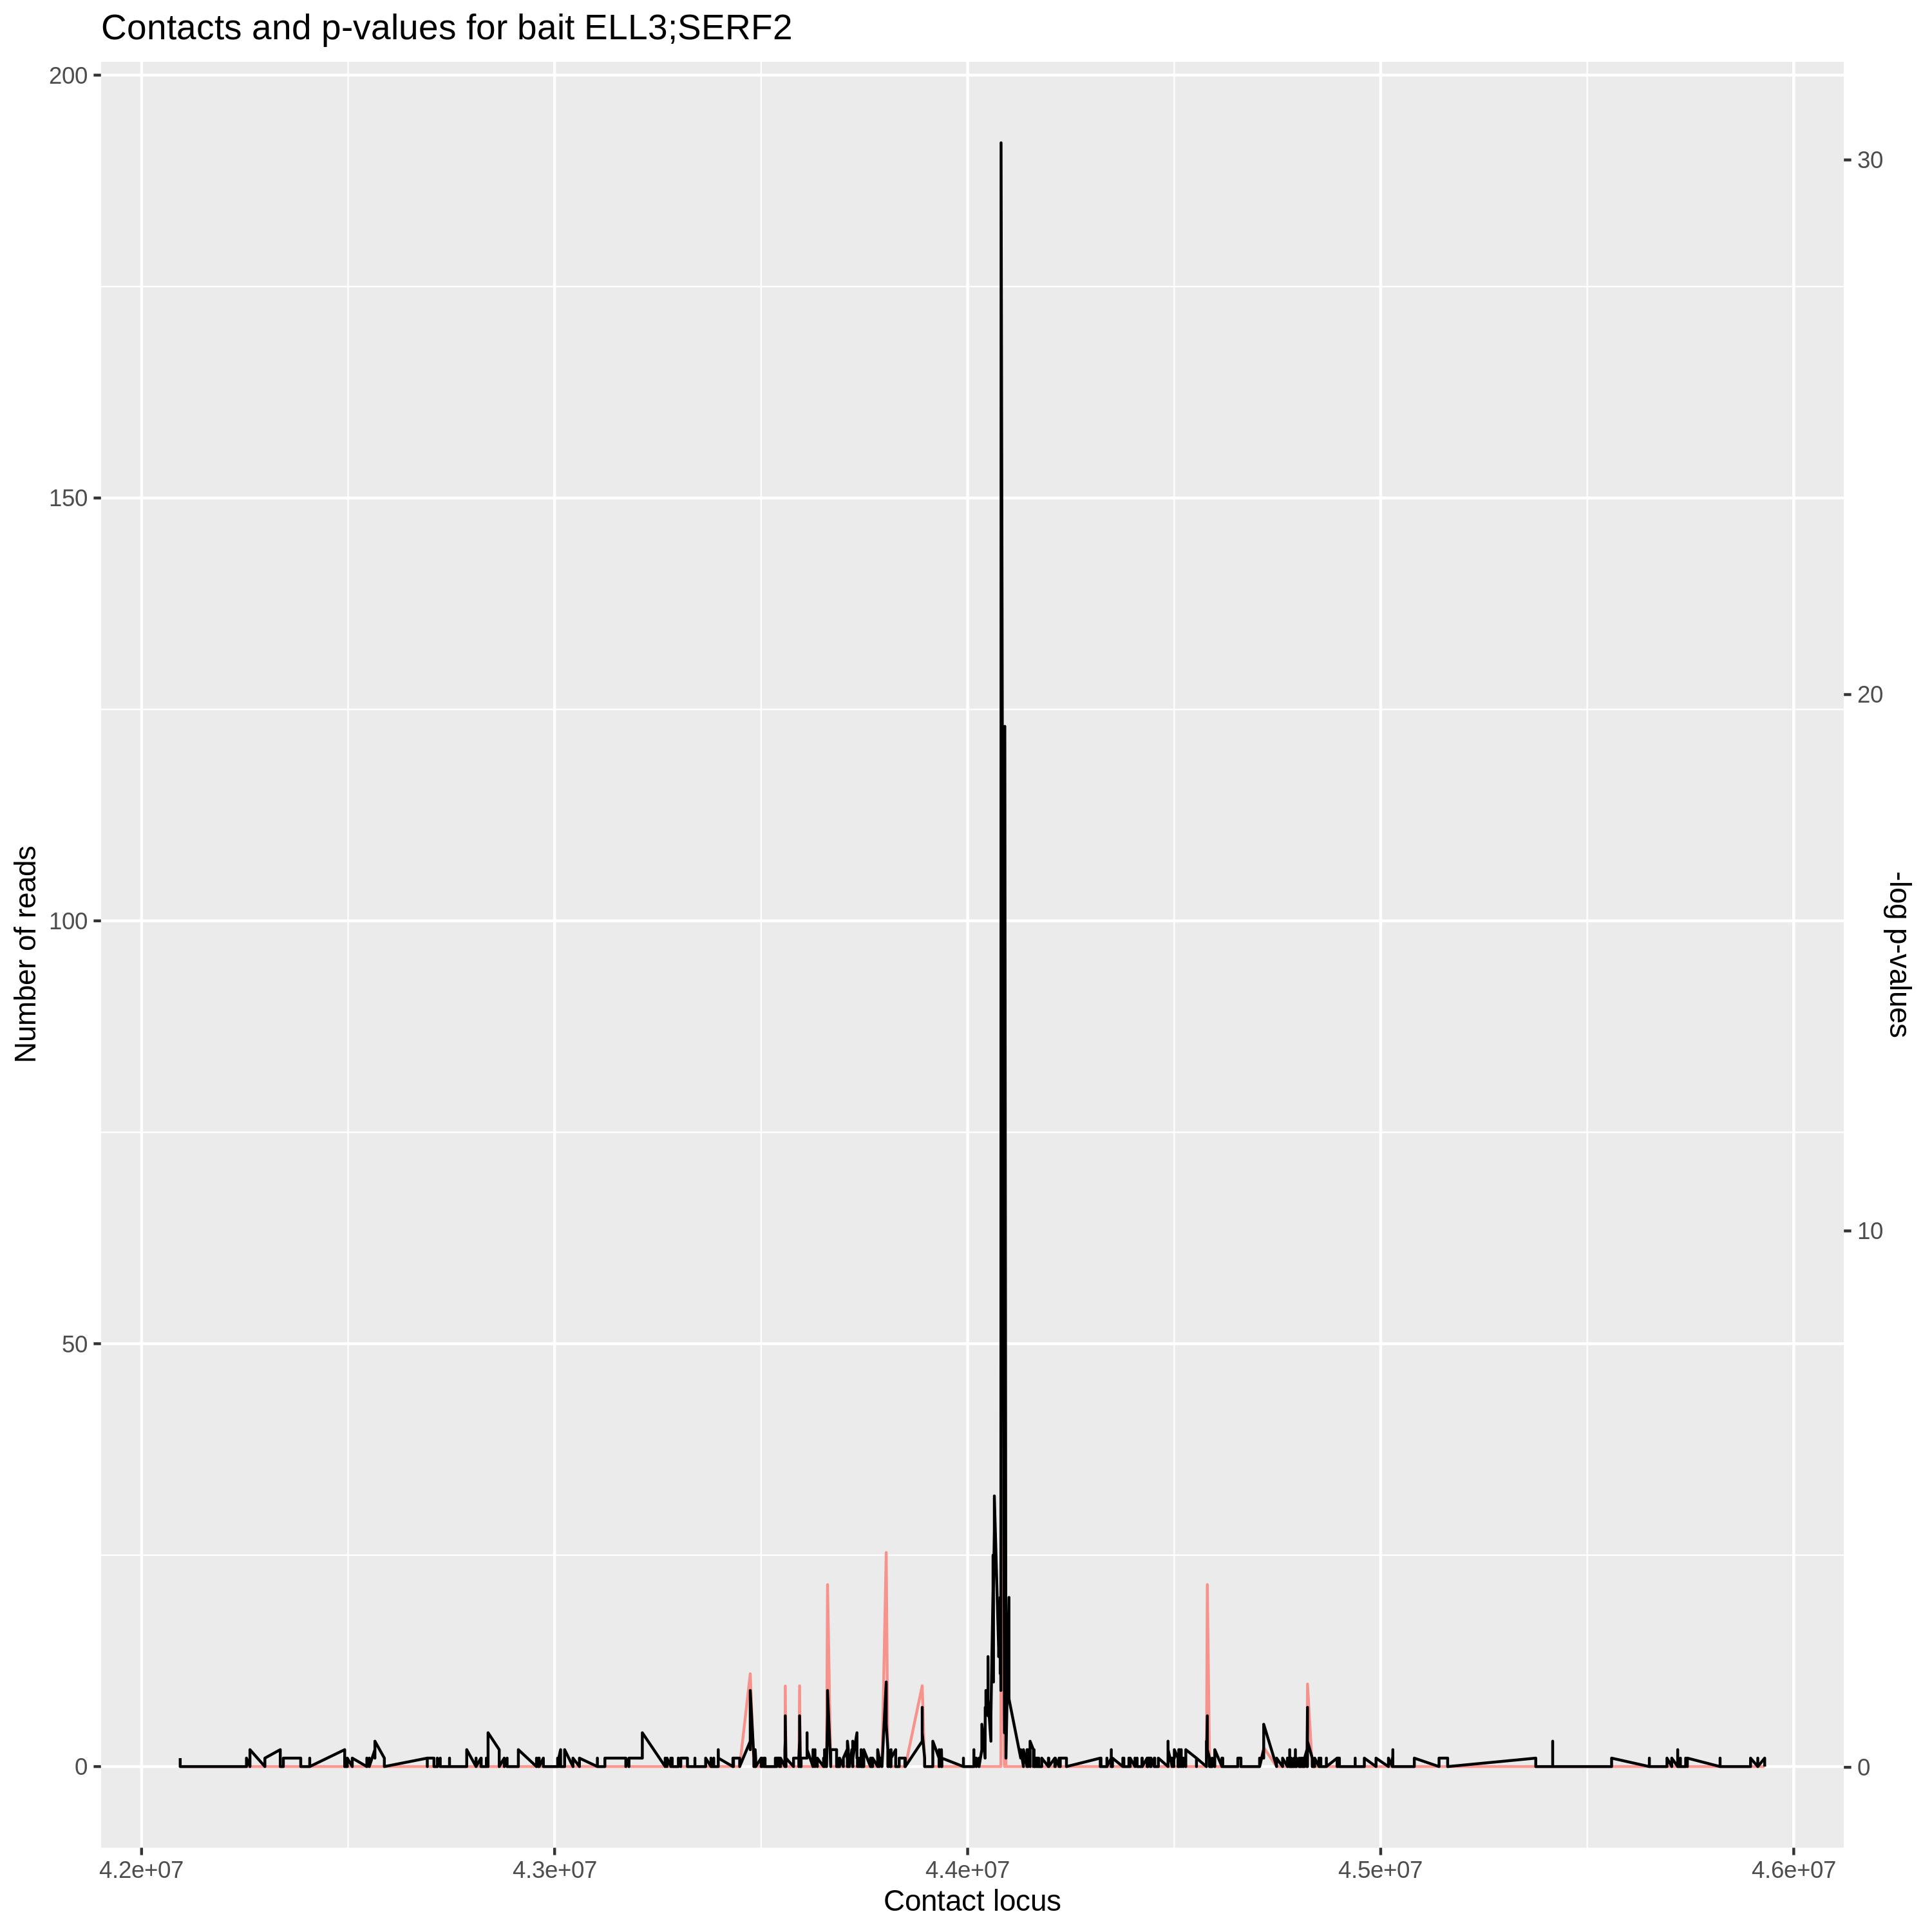 Contacts and p-values for bait ELL3;SERF2
200
150
100
50
0
Number of reads
30
20
10
0
-log p-values
4.2e+07
4.3e+07
4.4e+07
4.5e+07
4.6e+07
Contact locus